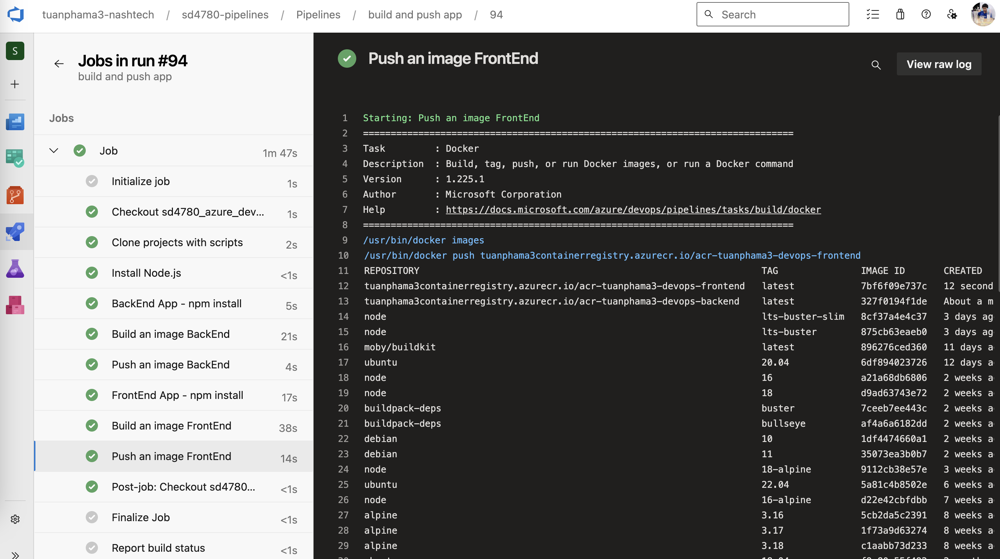 tuanphama3-nashtech / sd4780-pipelines / Pipelines / build and push app / 94
Search
S
Jobs in run #94
build and push app
Jobs
Job 1m 47s
Initialize job 1s
Checkout sd4780_azure_dev... 1s
Clone projects with scripts 2s
Install Node.js <1s
BackEnd App - npm install 5s
Build an image BackEnd 21s
Push an image BackEnd 4s
FrontEnd App - npm install 17s
Build an image FrontEnd 38s
Push an image FrontEnd 14s
Post-job: Checkout sd4780... <1s
Finalize Job <1s
Report build status <1s
Push an image FrontEnd
View raw log
1 Starting: Push an image FrontEnd
2 ==============================================================================
3 Task : Docker
4 Description : Build, tag, push, or run Docker images, or run a Docker command
5 Version : 1.225.1
6 Author : Microsoft Corporation
7 Help : https://docs.microsoft.com/azure/devops/pipelines/tasks/build/docker
8 ==============================================================================
9 /usr/bin/docker images
10 /usr/bin/docker push tuanphama3containerregistry.azurecr.io/acr-tuanphama3-devops-frontend
11 REPOSITORY TAG IMAGE ID CREATED
12 tuanphama3containerregistry.azurecr.io/acr-tuanphama3-devops-frontend latest 7bf6f09e737c 12 second
13 tuanphama3containerregistry.azurecr.io/acr-tuanphama3-devops-backend latest 327f0194f1de About a m
14 node lts-buster-slim 8cf37a4e4c37 3 days ag
15 node lts-buster 875cb63eaeb0 3 days ag
16 moby/buildkit latest 896276ced360 11 days a
17 ubuntu 20.04 6df894023726 12 days a
18 node 16 a21a68db6806 2 weeks a
19 node 18 d9ad63743e72 2 weeks a
20 buildpack-deps buster 7ceeb7ee443c 2 weeks a
21 buildpack-deps bullseye af4a6a6182dd 2 weeks a
22 debian 10 1df4474660a1 2 weeks a
23 debian 11 35073ea3b0b7 2 weeks a
24 node 18-alpine 9112cb38e57e 3 weeks a
25 ubuntu 22.04 5a81c4b8502e 6 weeks a
26 node 16-alpine d22e42cbfdbb 7 weeks a
27 alpine 3.16 5cb2da5c2391 8 weeks a
28 alpine 3.17 1f73a9d63274 8 weeks a
29 alpine 3.18 c1aabb73d233 8 weeks a